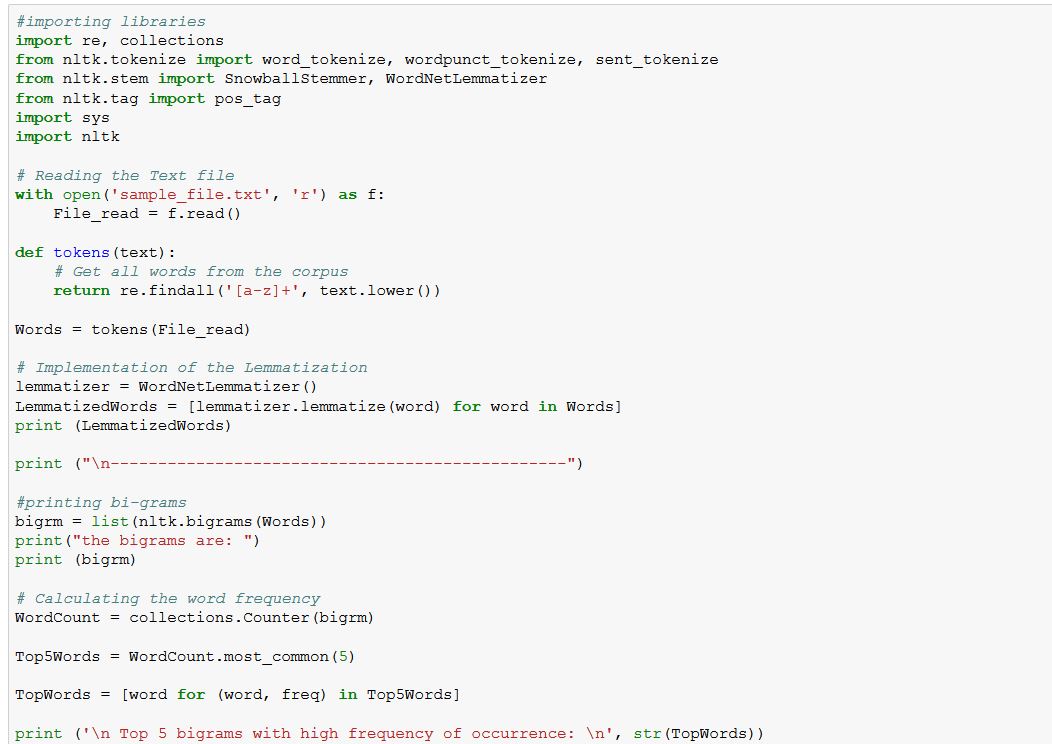 #importing libraries
import re, collections
from nltk.tokenize import word_tokenize, wordpunct_tokenize, sent_tokenize
from nltk.stem import SnowballStemmer, WordNetLemmatizer
from nltk.tag import pos_tag
import sys
import nltk
# Reading the Text file
with open('sample_file.txt', 'r') as f:
    File_read = f.read()
def tokens(text):
    # Get all words from the corpus
    return re.findall('[a-z]+', text.lower())
Words = tokens(File_read)
# Implementation of the Lemmatization
lemmatizer = WordNetLemmatizer()
LemmatizedWords = [lemmatizer.lemmatize(word) for word in Words]
print (LemmatizedWords)
print ("\n------------------------------------------------")
#printing bi-grams
bigrm = list(nltk.bigrams(Words))
print("the bigrams are: ")
print (bigrm)
# Calculating the word frequency
WordCount = collections.Counter(bigrm)
Top5Words = WordCount.most_common(5)
TopWords = [word for (word, freq) in Top5Words]
print ('\n Top 5 bigrams with high frequency of occurrence: \n', str(TopWords))